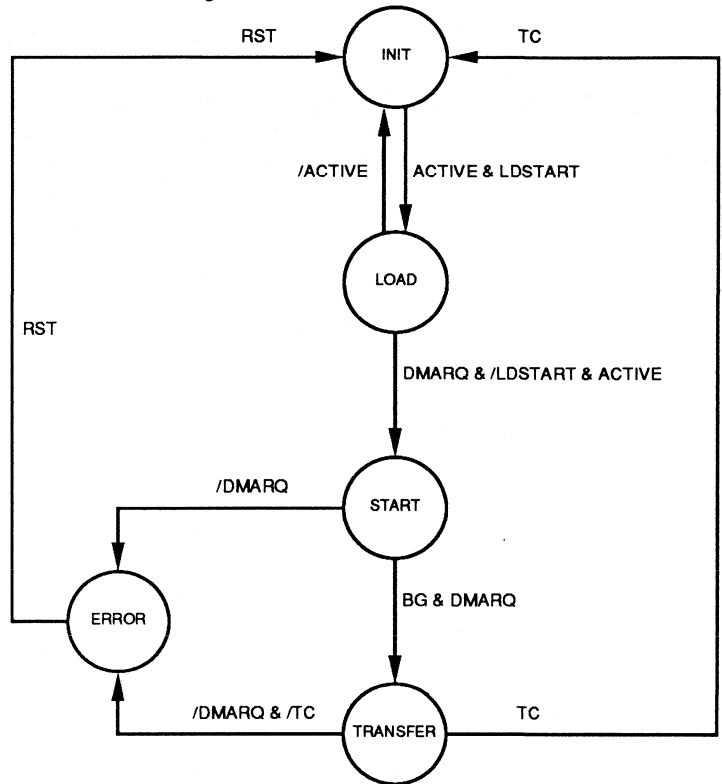 RST
TC
INIT
/ACTIVE
ACTIVE & LDSTART
LOAD
RST
DMARQ & /LDSTART & ACTIVE
/DMARQ
START
BG & DMARQ
ERROR
/DMARQ & /TC
TC
TRANSFER